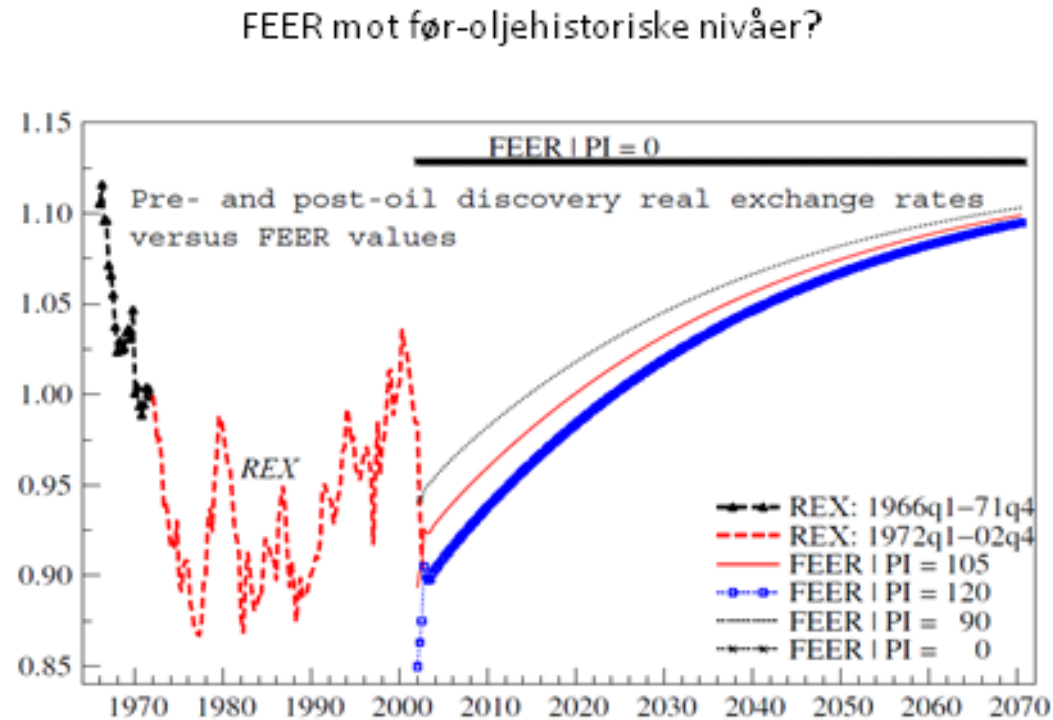 FEER mot før-oljehistoriske nivåer?
1.15
FEER | PI = 0
Pre- and post-oil discovery real exchange rates
versus FEER values
1.10
1.05
1.00
REX
0.95
REX: 1966q1–71q4
REX: 1972q1–02q4
0.90
FEER | PI = 105
FEER | PI = 120
FEER | PI = 90
FEER | PI = 0
0.85
1970 1980 1990 2000 2010 2020 2030 2040 2050 2060 2070